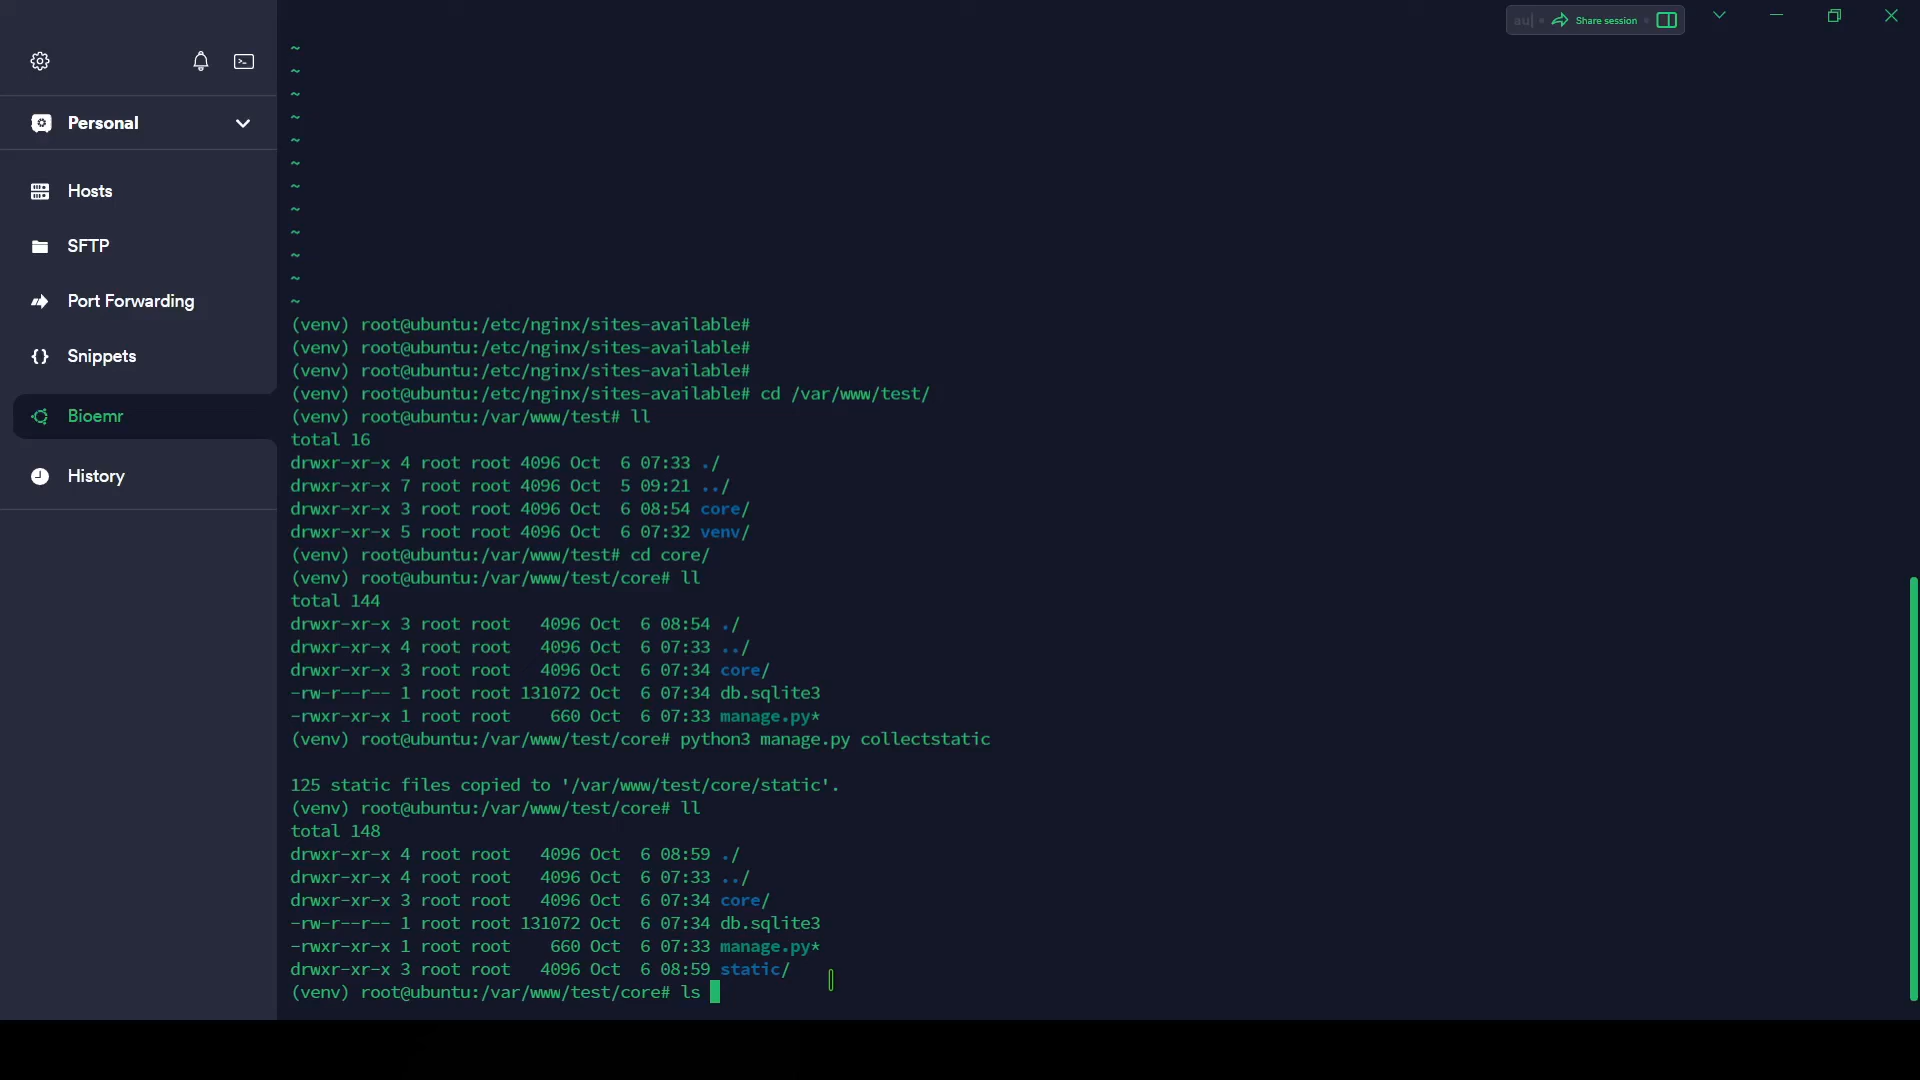 Share session
Personal
Hosts
SFTP
Port Forwarding
Snippets
Bioemr
History
~
~
~
~
~
~
~
~
~
~
~
~
(venv) root@ubuntu:/etc/nginx/sites-available#
(venv) root@ubuntu:/etc/nginx/sites-available#
(venv) root@ubuntu:/etc/nginx/sites-available#
(venv) root@ubuntu:/etc/nginx/sites-available# cd /var/www/test/
(venv) root@ubuntu:/var/www/test# ll
total 16
drwxr-xr-x 4 root root 4096 Oct  6 07:33 ./
drwxr-xr-x 7 root root 4096 Oct  5 09:21 ../
drwxr-xr-x 3 root root 4096 Oct  6 08:54 core/
drwxr-xr-x 5 root root 4096 Oct  6 07:32 venv/
(venv) root@ubuntu:/var/www/test# cd core/
(venv) root@ubuntu:/var/www/test/core# ll
total 144
drwxr-xr-x 3 root root   4096 Oct  6 08:54 ./
drwxr-xr-x 4 root root   4096 Oct  6 07:33 ../
drwxr-xr-x 3 root root   4096 Oct  6 07:34 core/
-rw-r--r-- 1 root root 131072 Oct  6 07:34 db.sqlite3
-rwxr-xr-x 1 root root    660 Oct  6 07:33 manage.py*
(venv) root@ubuntu:/var/www/test/core# python3 manage.py collectstatic
125 static files copied to '/var/www/test/core/static'.
(venv) root@ubuntu:/var/www/test/core# ll
total 148
drwxr-xr-x 4 root root   4096 Oct  6 08:59 ./
drwxr-xr-x 4 root root   4096 Oct  6 07:33 ../
drwxr-xr-x 3 root root   4096 Oct  6 07:34 core/
-rw-r--r-- 1 root root 131072 Oct  6 07:34 db.sqlite3
-rwxr-xr-x 1 root root    660 Oct  6 07:33 manage.py*
drwxr-xr-x 3 root root   4096 Oct  6 08:59 static/
(venv) root@ubuntu:/var/www/test/core# ls